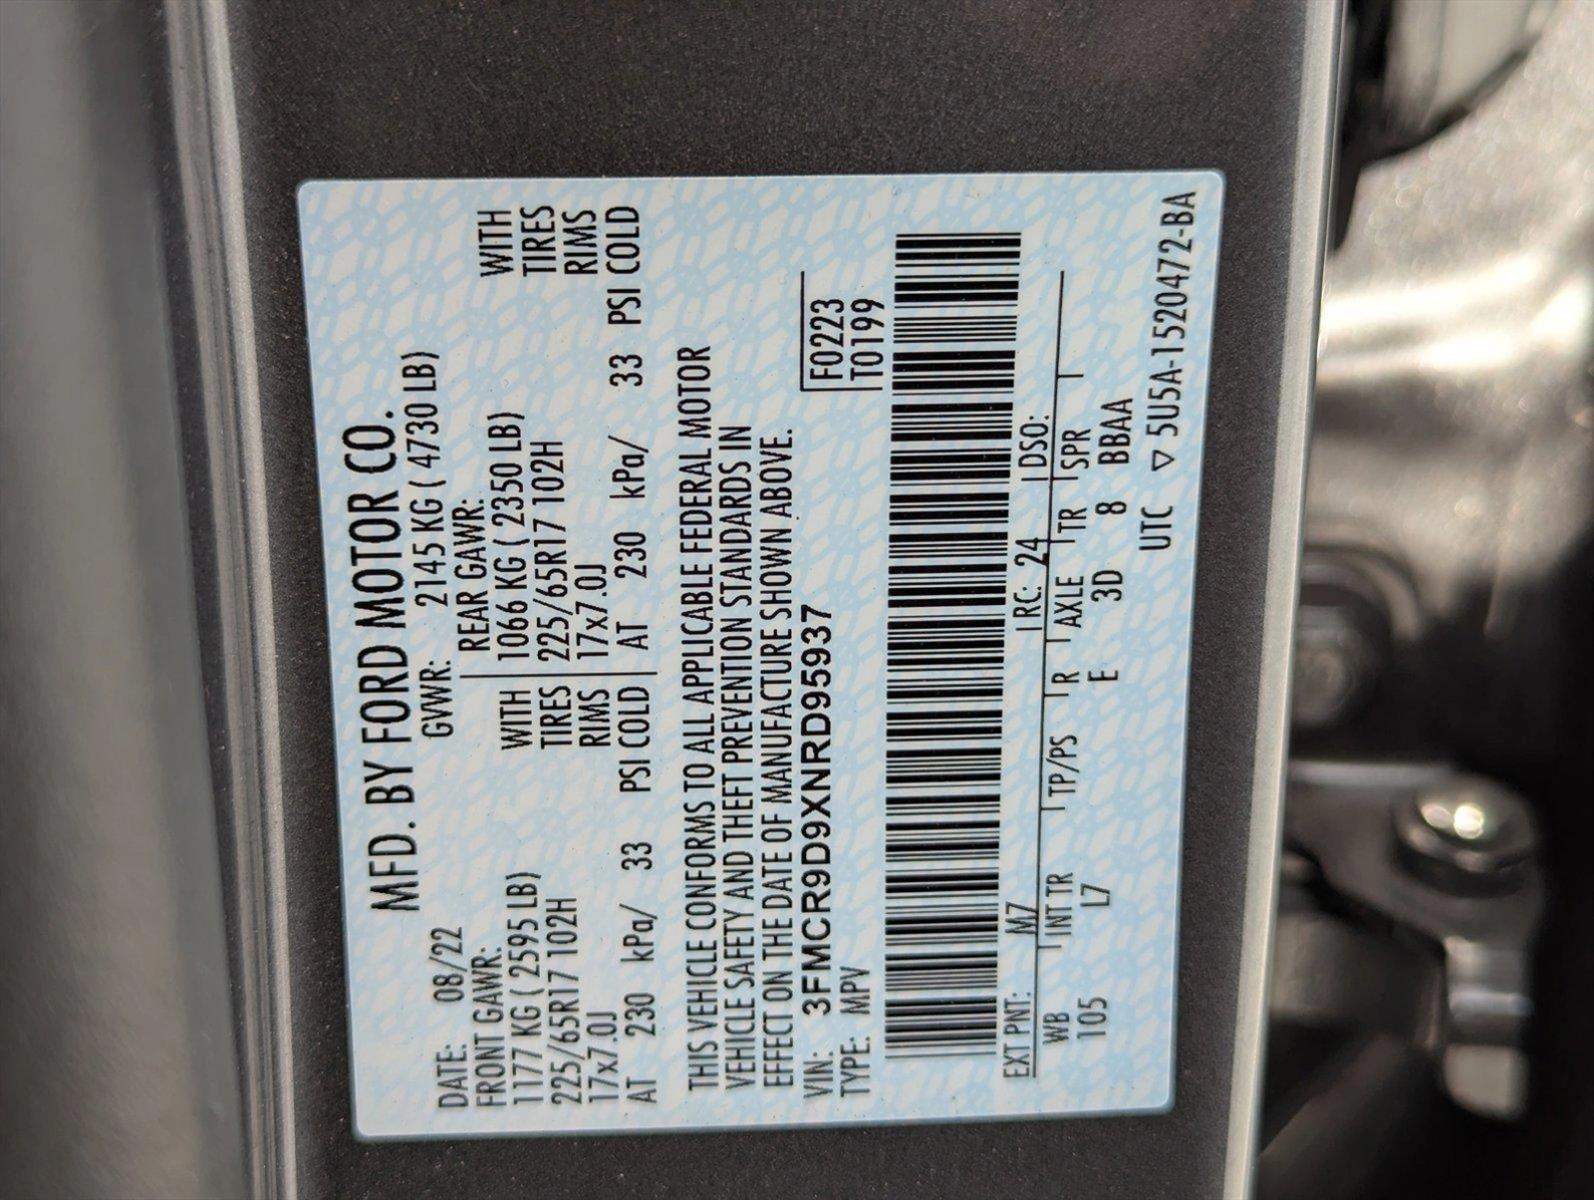 MFD. BY FORD MOTOR CO.
DATE: 08/22 GVWR: 2145 KG ( 4730 LB)
FRONT GAWR: REAR GAWR:
1177 KG ( 2595 LB) WITH 1066 KG ( 2350 LB) WITH
225/65R17 102H TIRES 225/65R17 102H TIRES
17x7.0J RIMS 17x7.0J RIMS
AT 230 kPa/ 33 PSI COLD AT 230 kPa/ 33 PSI COLD
THIS VEHICLE CONFORMS TO ALL APPLICABLE FEDERAL MOTOR
VEHICLE SAFETY AND THEFT PREVENTION STANDARDS IN
EFFECT ON THE DATE OF MANUFACTURE SHOWN ABOVE.
VIN: 3FMCR9D9XNRD95937 F0223
TYPE: MPV T0199
EXT PNT: M7 RC: 24 DSO:
WB INT TR TP/PS R AXLE TR SPR
105 L7 E 3D 8 BBAA
UTC ▽ 5U5A-1520472-BA